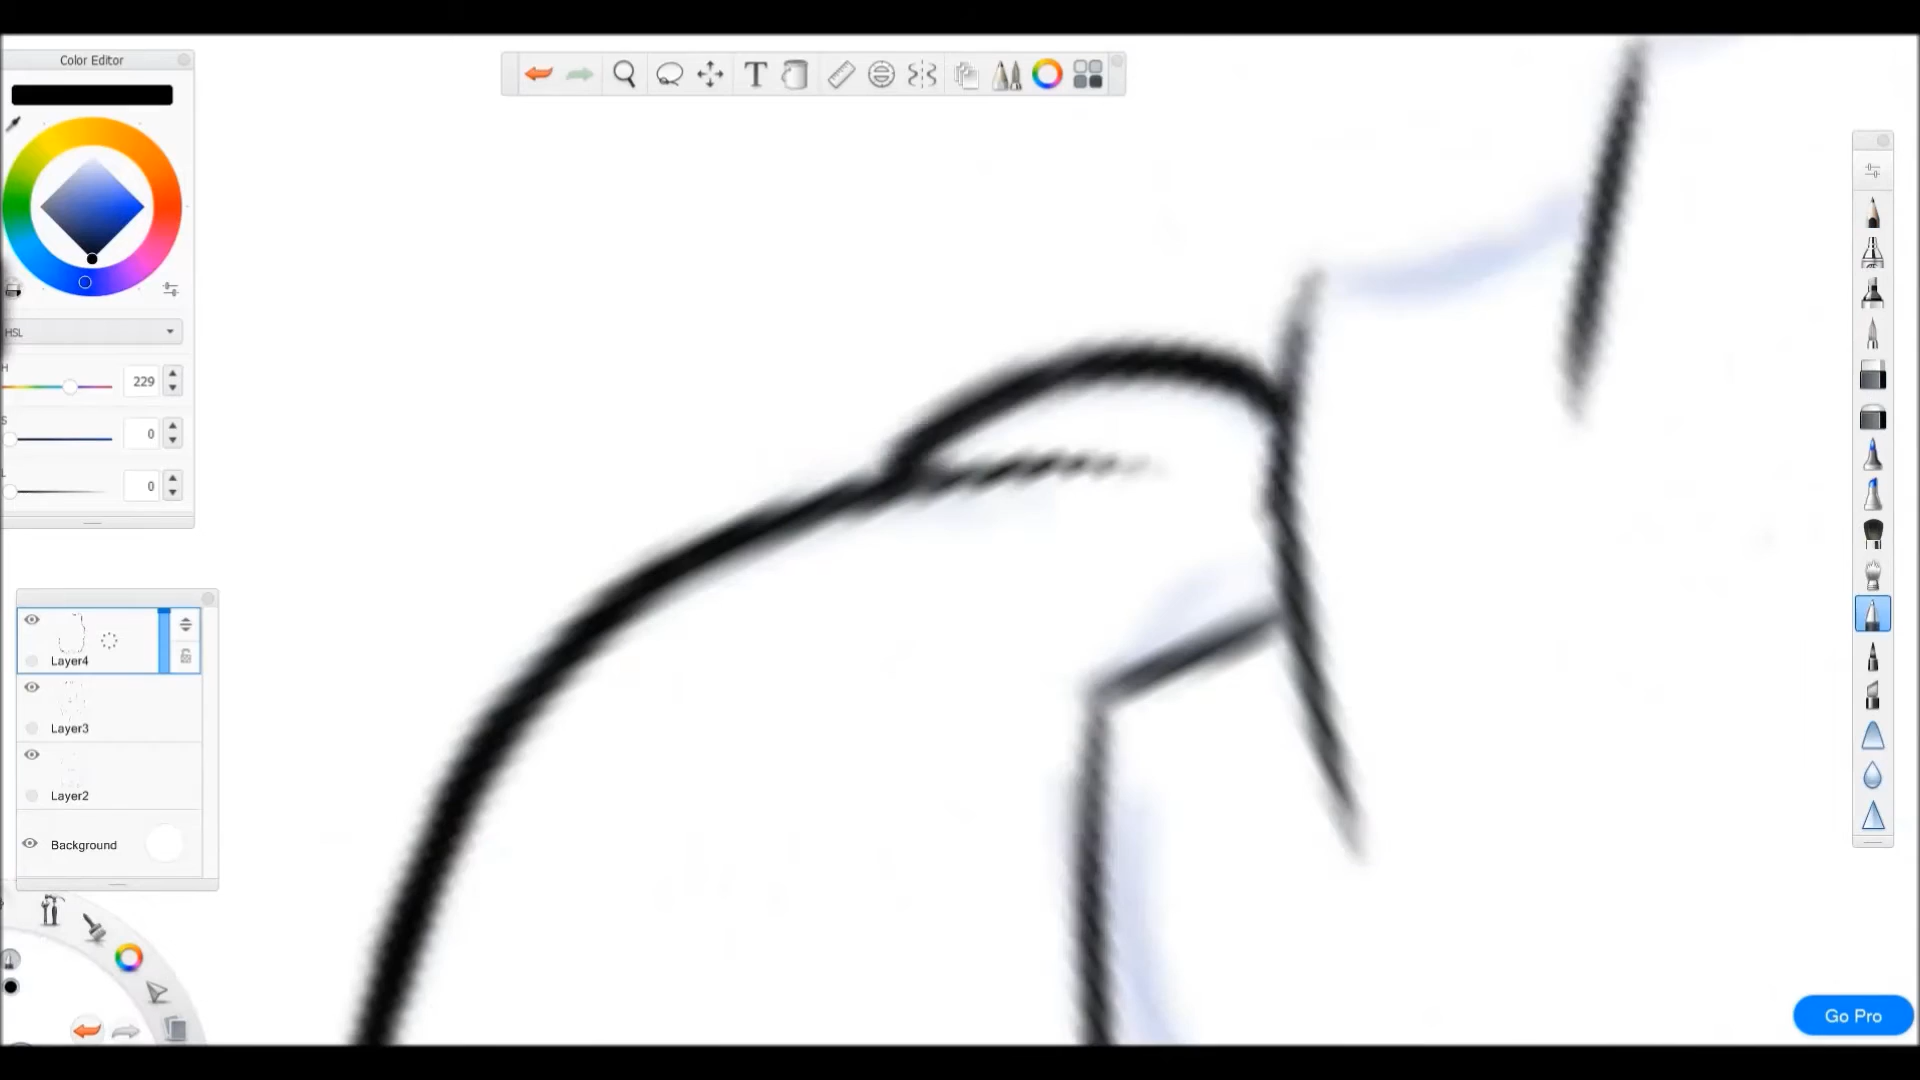 Color Editor
T
HSL
H
229
S
0
L
0
Layer4
Layer3
Layer2
Background
Go Pro